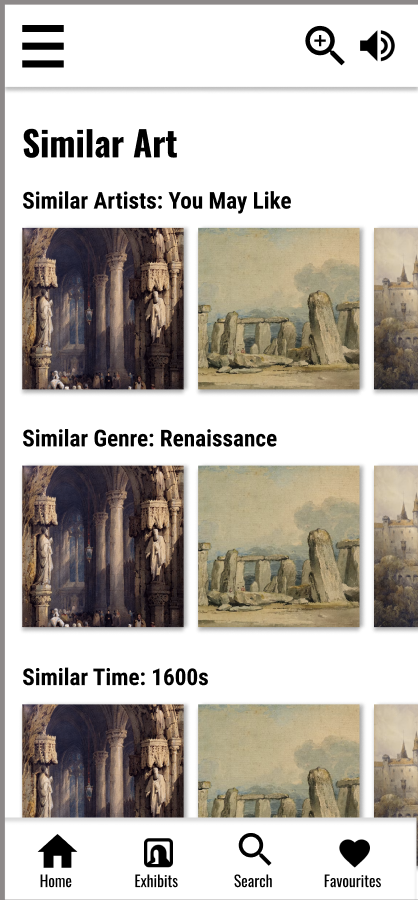 Similar Art
Similar Artists: You May Like
Similar Genre: Renaissance
Similar Time: 1600s
Home Exhibits Search Favourites